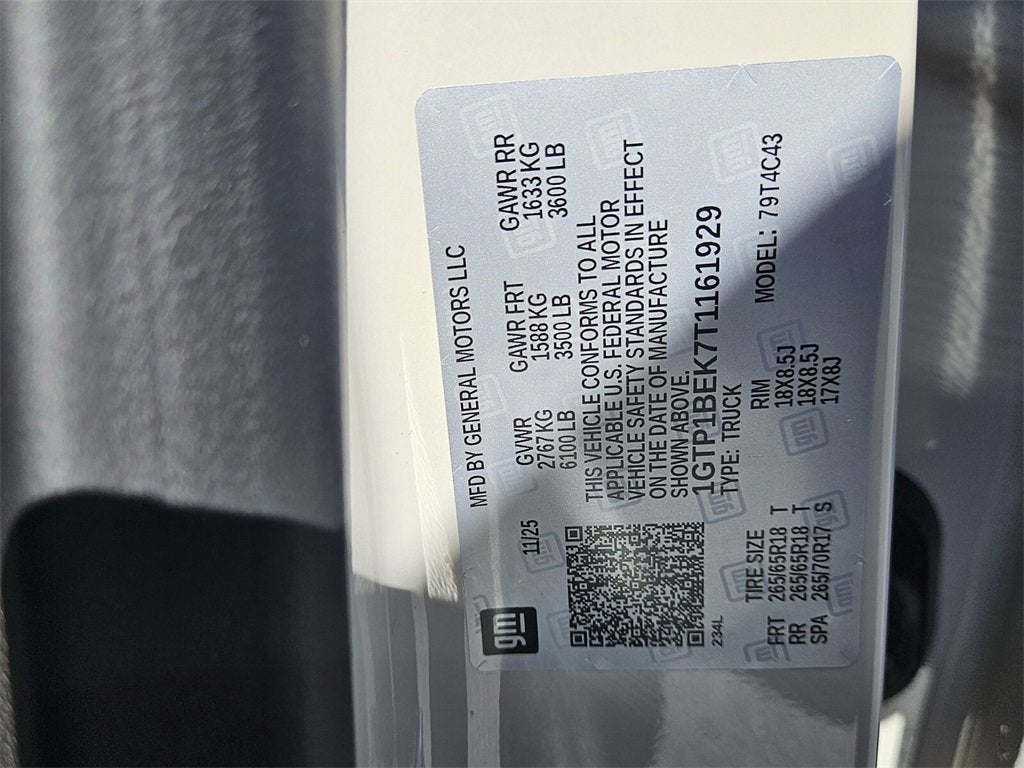 MFD BY GENERAL MOTORS LLC
gm
11/25
GVWR GAWR FRT GAWR RR
2767 KG 1588 KG 1633 KG
6100 LB 3500 LB 3600 LB
THIS VEHICLE CONFORMS TO ALL
APPLICABLE U.S. FEDERAL MOTOR
VEHICLE SAFETY STANDARDS IN EFFECT
ON THE DATE OF MANUFACTURE
SHOWN ABOVE.
1GTP1BEK7T1161929
TYPE: TRUCK
234L
MODEL: 79T4C43
TIRE SIZE RIM
FRT 265/65R18 T 18X8.5J
RR 265/65R18 T 18X8.5J
SPA 265/70R17 S 17X8J